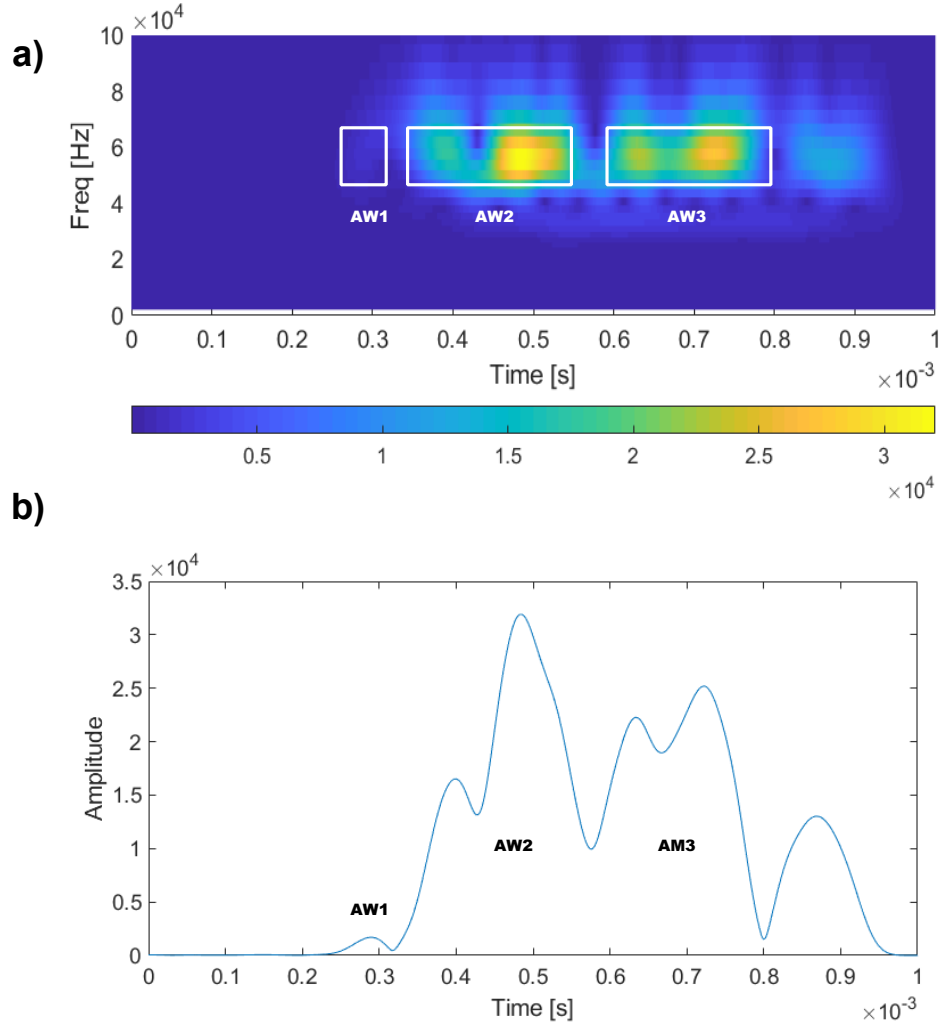 a)
×10⁴
10
8
6
4
2
0
Freq [Hz]
AW1 AW2 AW3
0 0.1 0.2 0.3 0.4 0.5 0.6 0.7 0.8 0.9 1
Time [s]
×10⁻³
0.5 1 1.5 2 2.5 3
×10⁴
b)
×10⁴
3.5
3
2.5
2
1.5
1
0.5
0
Amplitude
AW2 AM3
AW1
0 0.1 0.2 0.3 0.4 0.5 0.6 0.7 0.8 0.9 1
Time [s]
×10⁻³